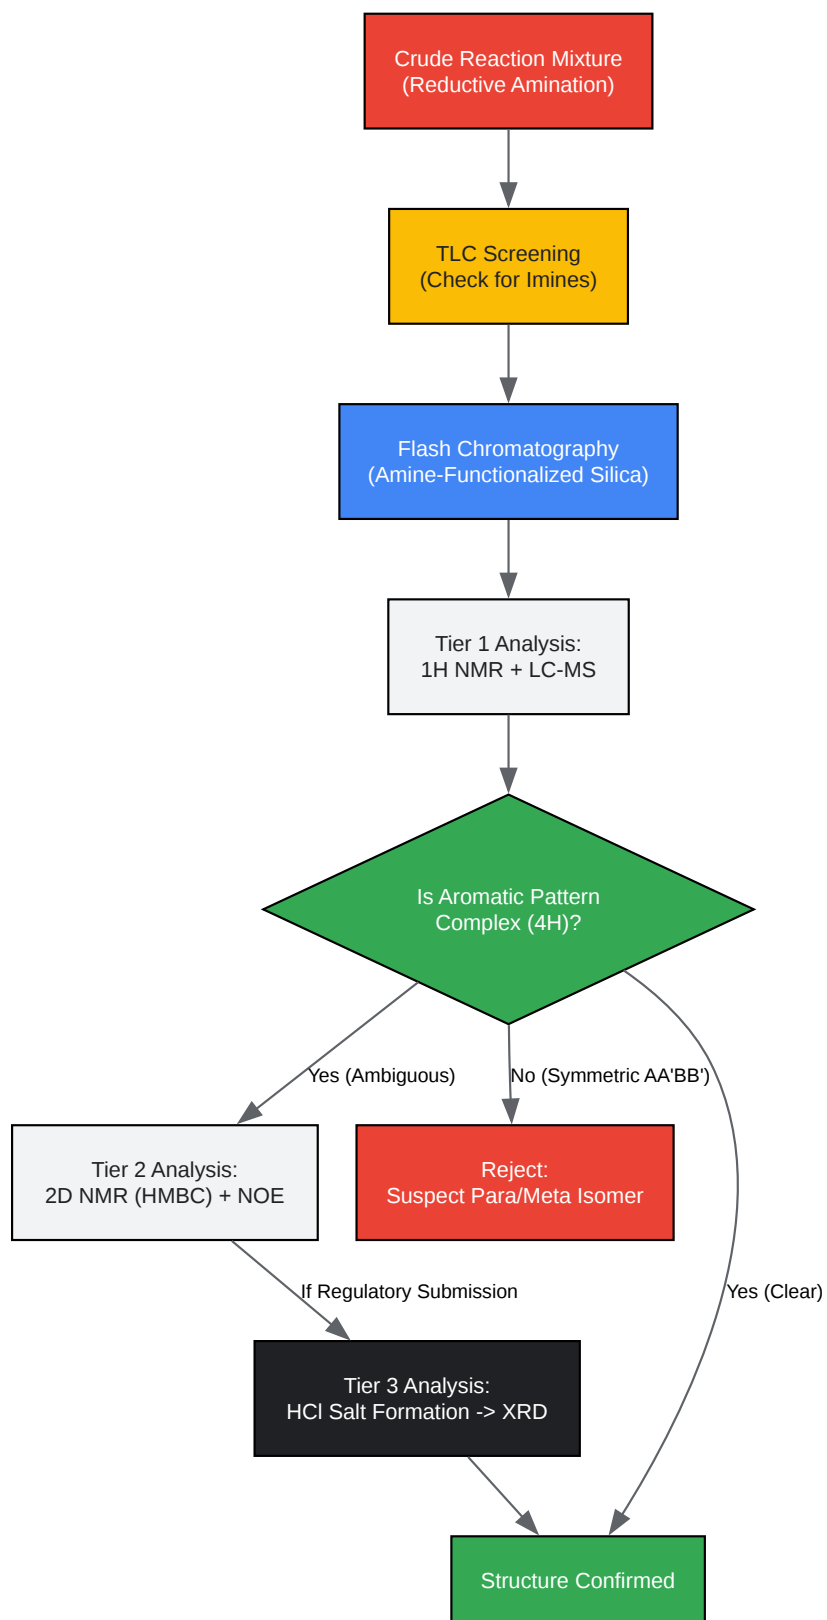 Crude Reaction Mixture
(Reductive Amination)
TLC Screening
(Check for Imines)
Flash Chromatography
(Amine-Functionalized Silica)
Tier 1 Analysis:
1H NMR + LC-MS
Is Aromatic Pattern
Complex (4H)?
Yes (Ambiguous)
No (Symmetric AA'BB')
Tier 2 Analysis:
2D NMR (HMBC) + NOE
Reject:
Suspect Para/Meta Isomer
If Regulatory Submission
Yes (Clear)
Tier 3 Analysis:
HCl Salt Formation -> XRD
Structure Confirmed